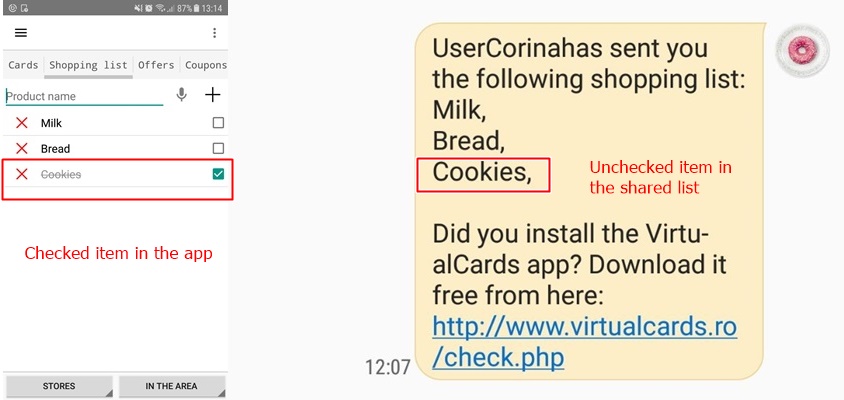 87% 13:14
Cards Shopping list Offers Coupons
Product name
Milk
Bread
Cookies
Checked item in the app
STORES IN THE AREA
UserCorinahas sent you
the following shopping list:
Milk,
Bread,
Cookies,
Unchecked item in
the shared list
Did you install the Virtu-
alCards app? Download it
free from here:
http://www.virtualcards.ro
/check.php
12:07